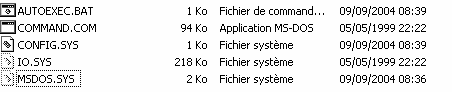 AUTOEXEC.BAT 1 Ko Fichier de command... 09/09/2004 08:39
COMMAND.COM 94 Ko Application MS-DOS 05/05/1999 22:22
CONFIG.SYS 1 Ko Fichier système 09/09/2004 08:39
IO.SYS 218 Ko Fichier système 05/05/1999 22:22
MSDOS.SYS 2 Ko Fichier système 09/09/2004 08:36